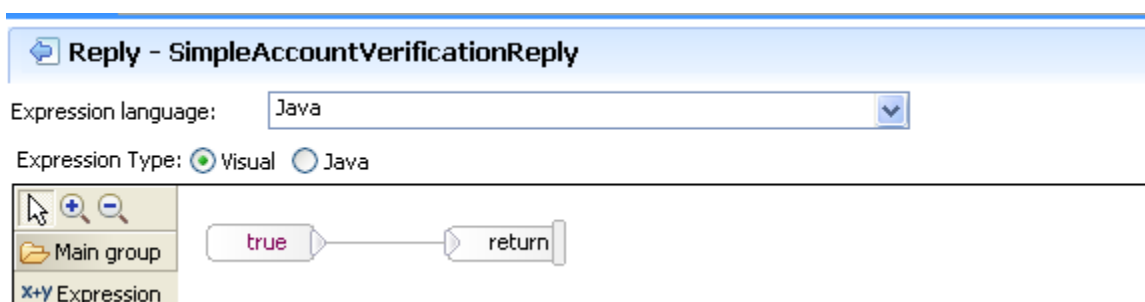 Reply - SimpleAccountVerificationReply
Expression language: Java
Expression Type: Visual Java
true return
Main group
x+y Expression